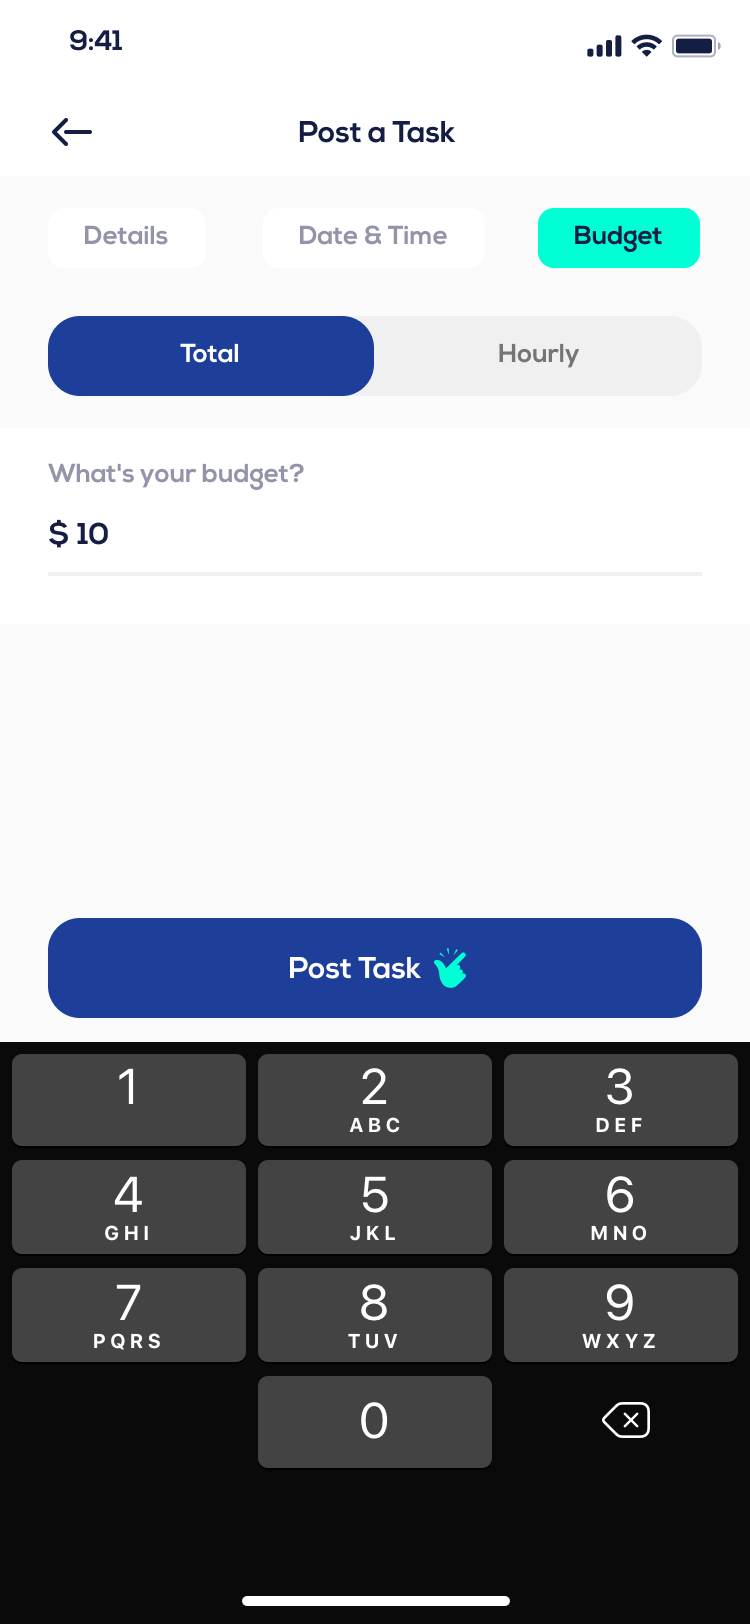 9:41
Post a Task
Details Date & Time Budget
Total Hourly
What's your budget?
$ 10
Post Task
1 2 3
ABC DEF
4 5 6
GHI JKL MNO
7 8 9
PQRS TUV WXYZ
0